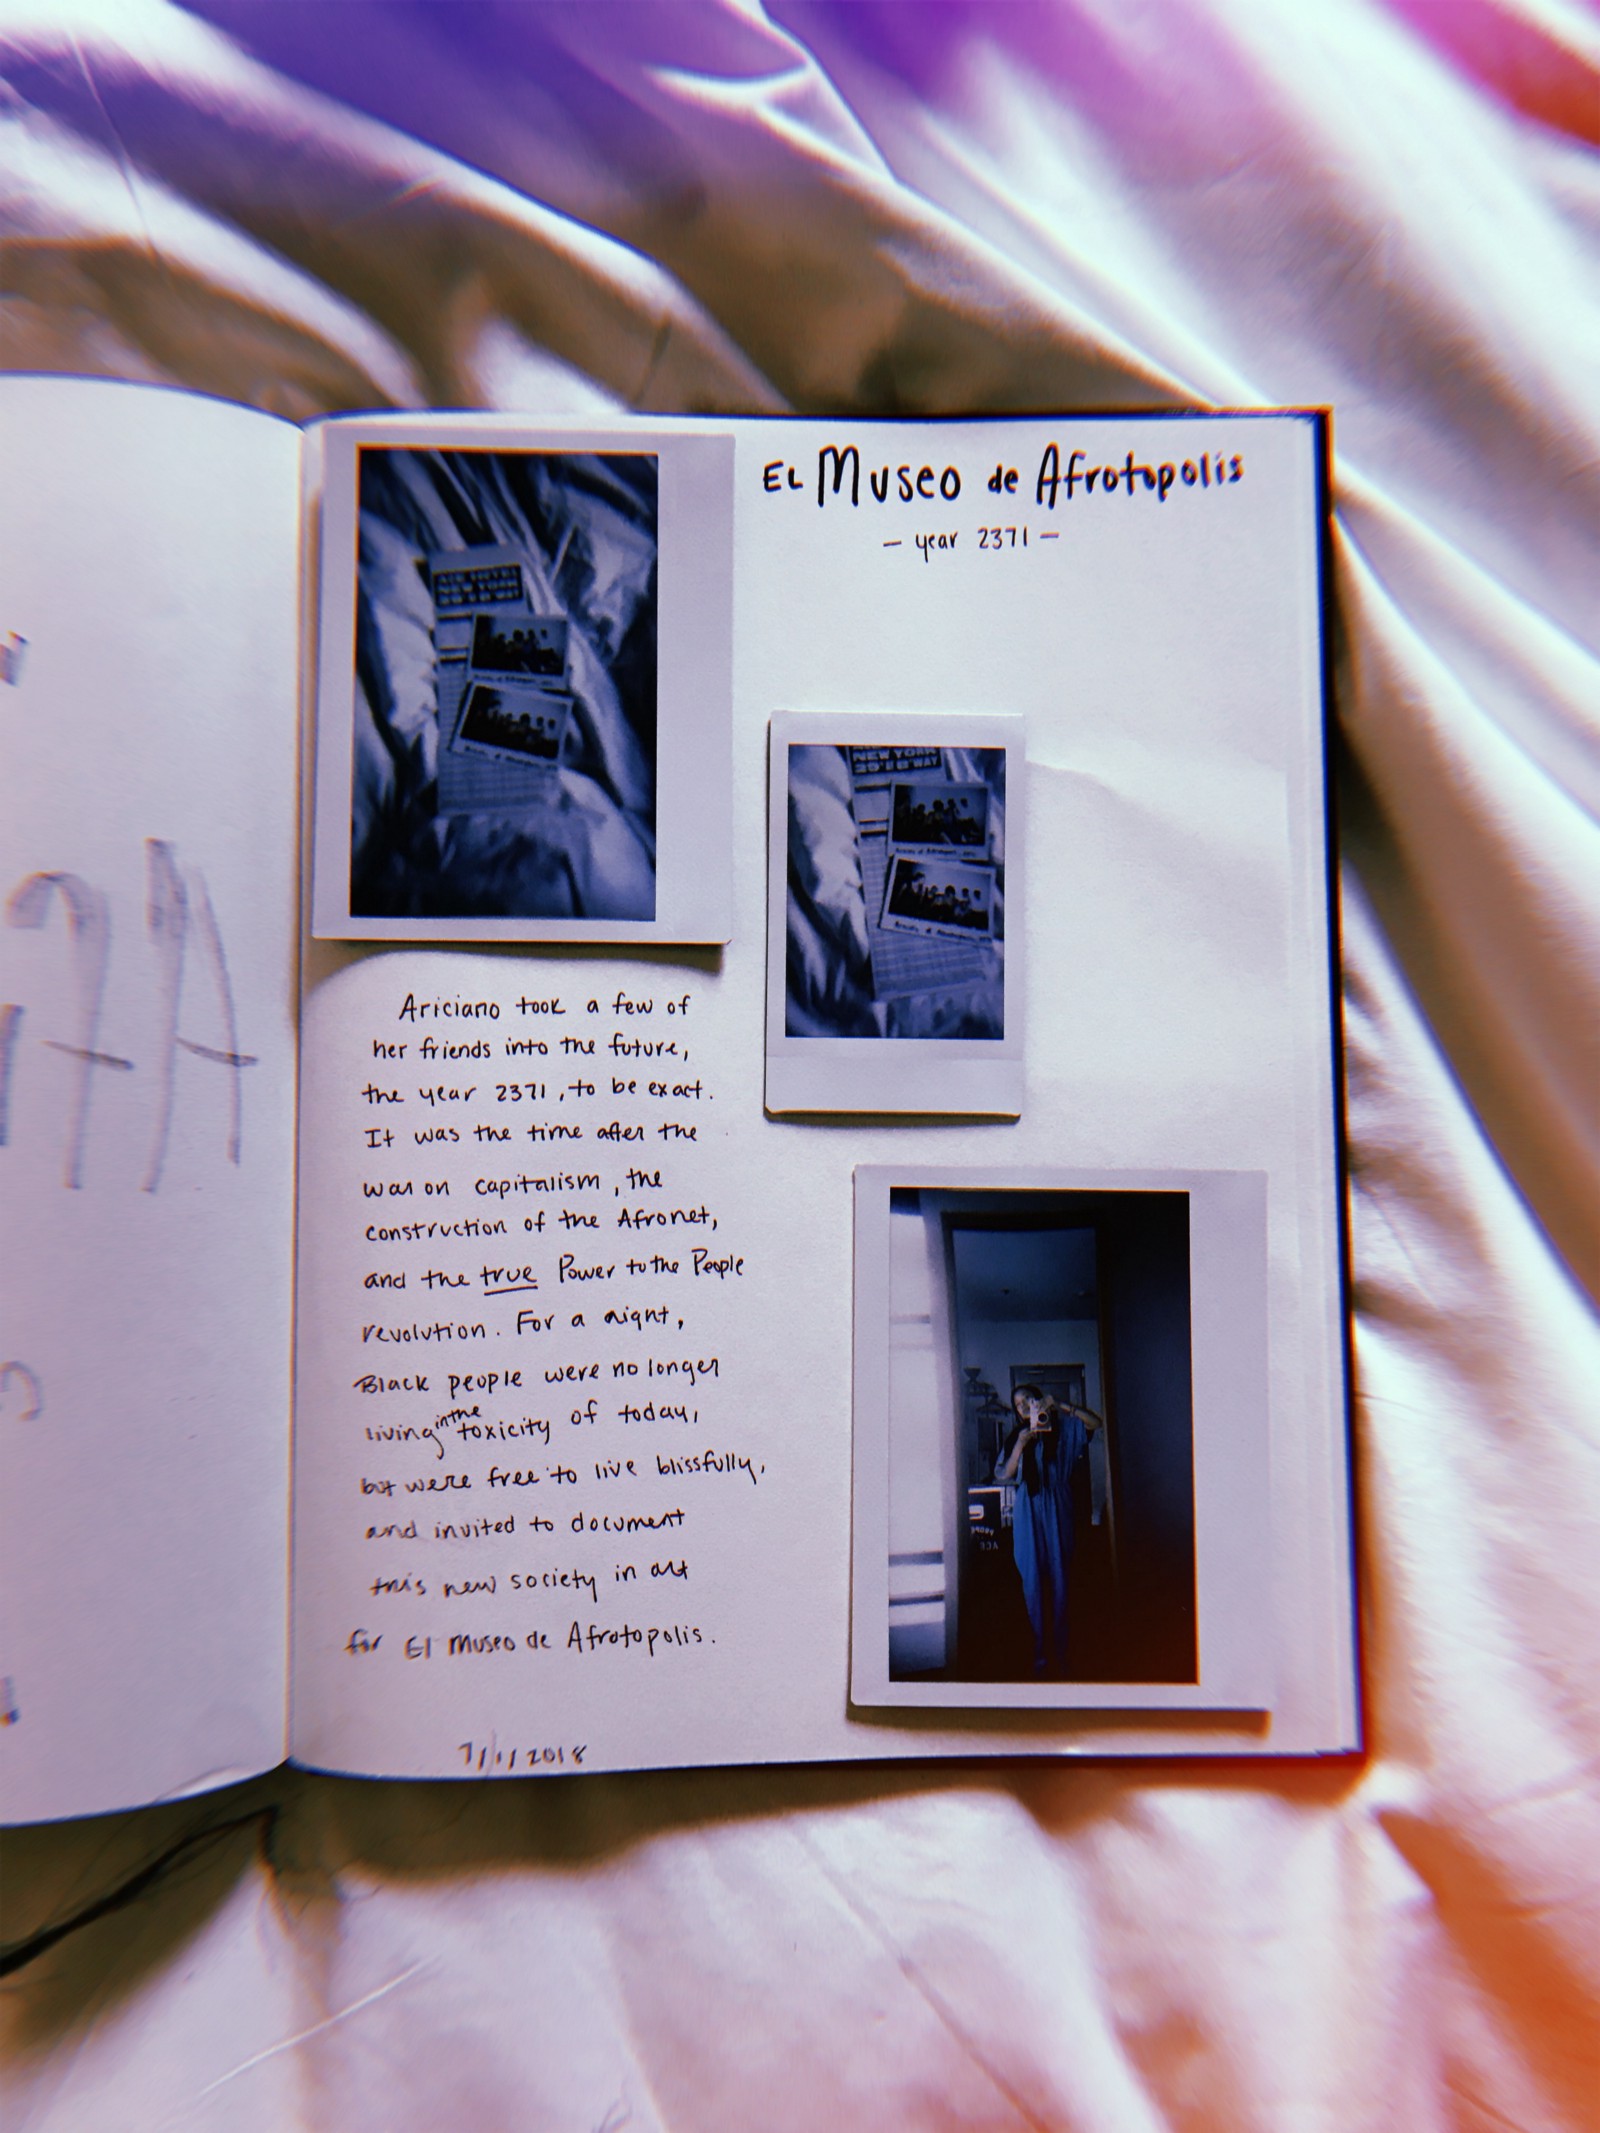 EL Museo de Afrotopolis
— year 2371 —
NEW YORK
29TH B'WAY
Ariciano took a few of
her friends into the future,
the year 2371, to be exact.
It was the time after the
war on capitalism, the
construction of the Afronet,
and the true Power to the People
revolution. For a night,
Black people were no longer
living in the toxicity of today,
but were free to live blissfully,
and invited to document
this new society in art
for El Museo de Afrotopolis.
7/1/2018